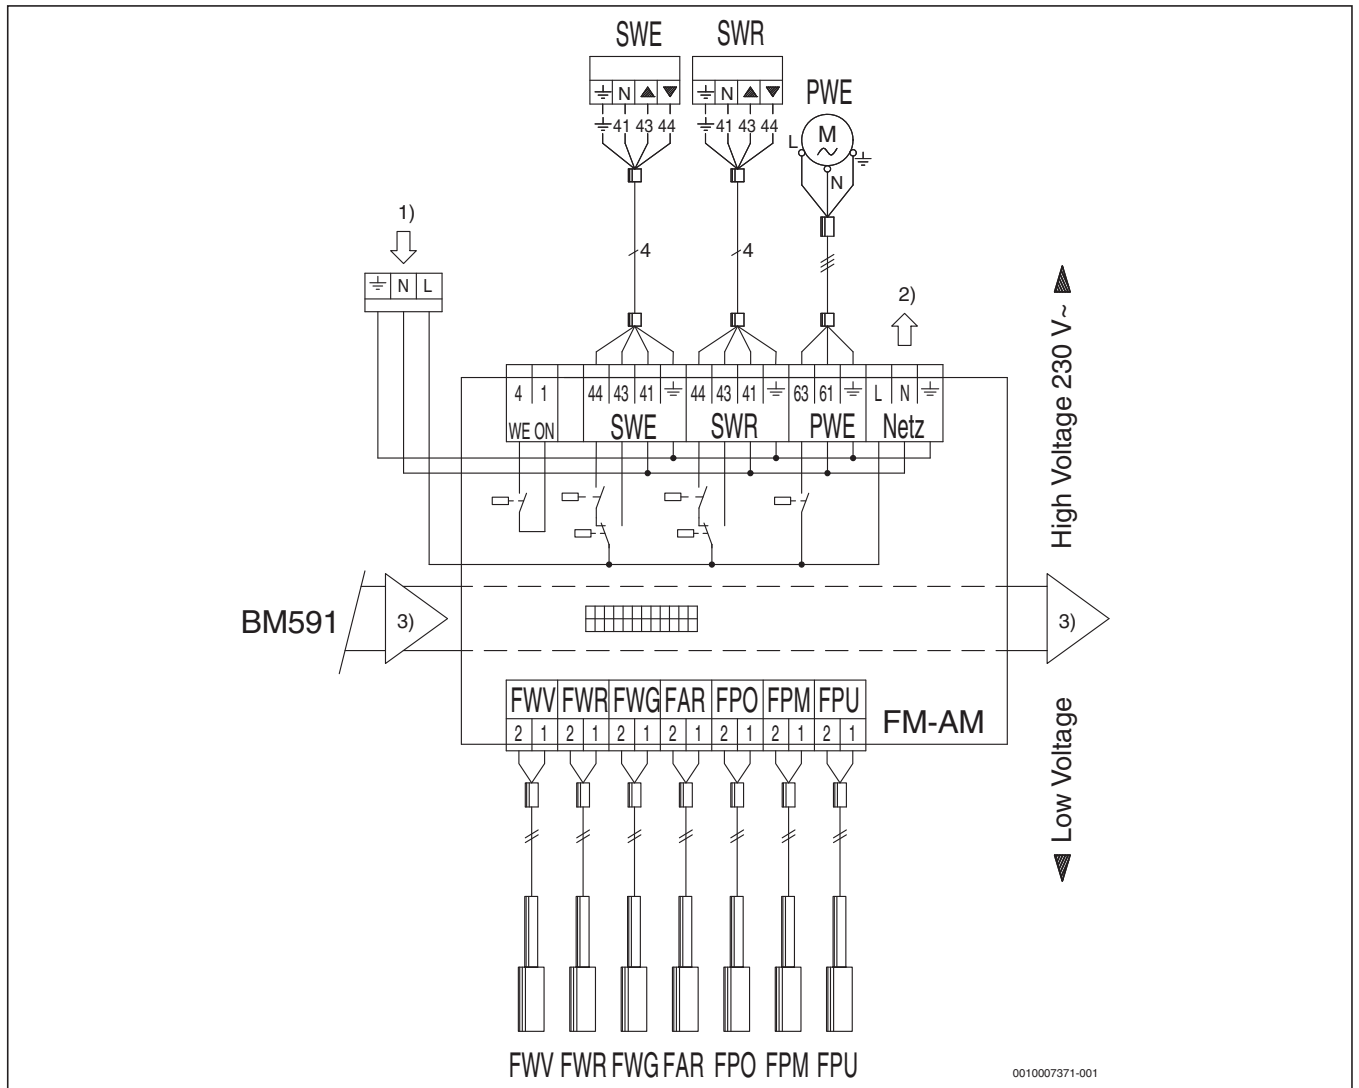 SWE SWR
N N PWE
41 43 44 41 43 44 L M
N
1)
4 4
N L
2)
High Voltage 230 V~
4 1 44 43 41 44 43 41 63 61 L N
WE ON SWE SWR PWE Netz
BM591 3) 3)
FWV FWR FWG FAR FPO FPM FPU
2 1 2 1 2 1 2 1 2 1 2 1 2 1
FM-AM
Low Voltage
FWV FWR FWG FAR FPO FPM FPU
0010007371-001